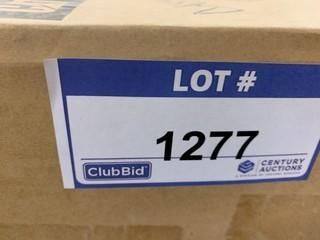 LOT #
1277
ClubBid
CENTURY
AUCTIONS